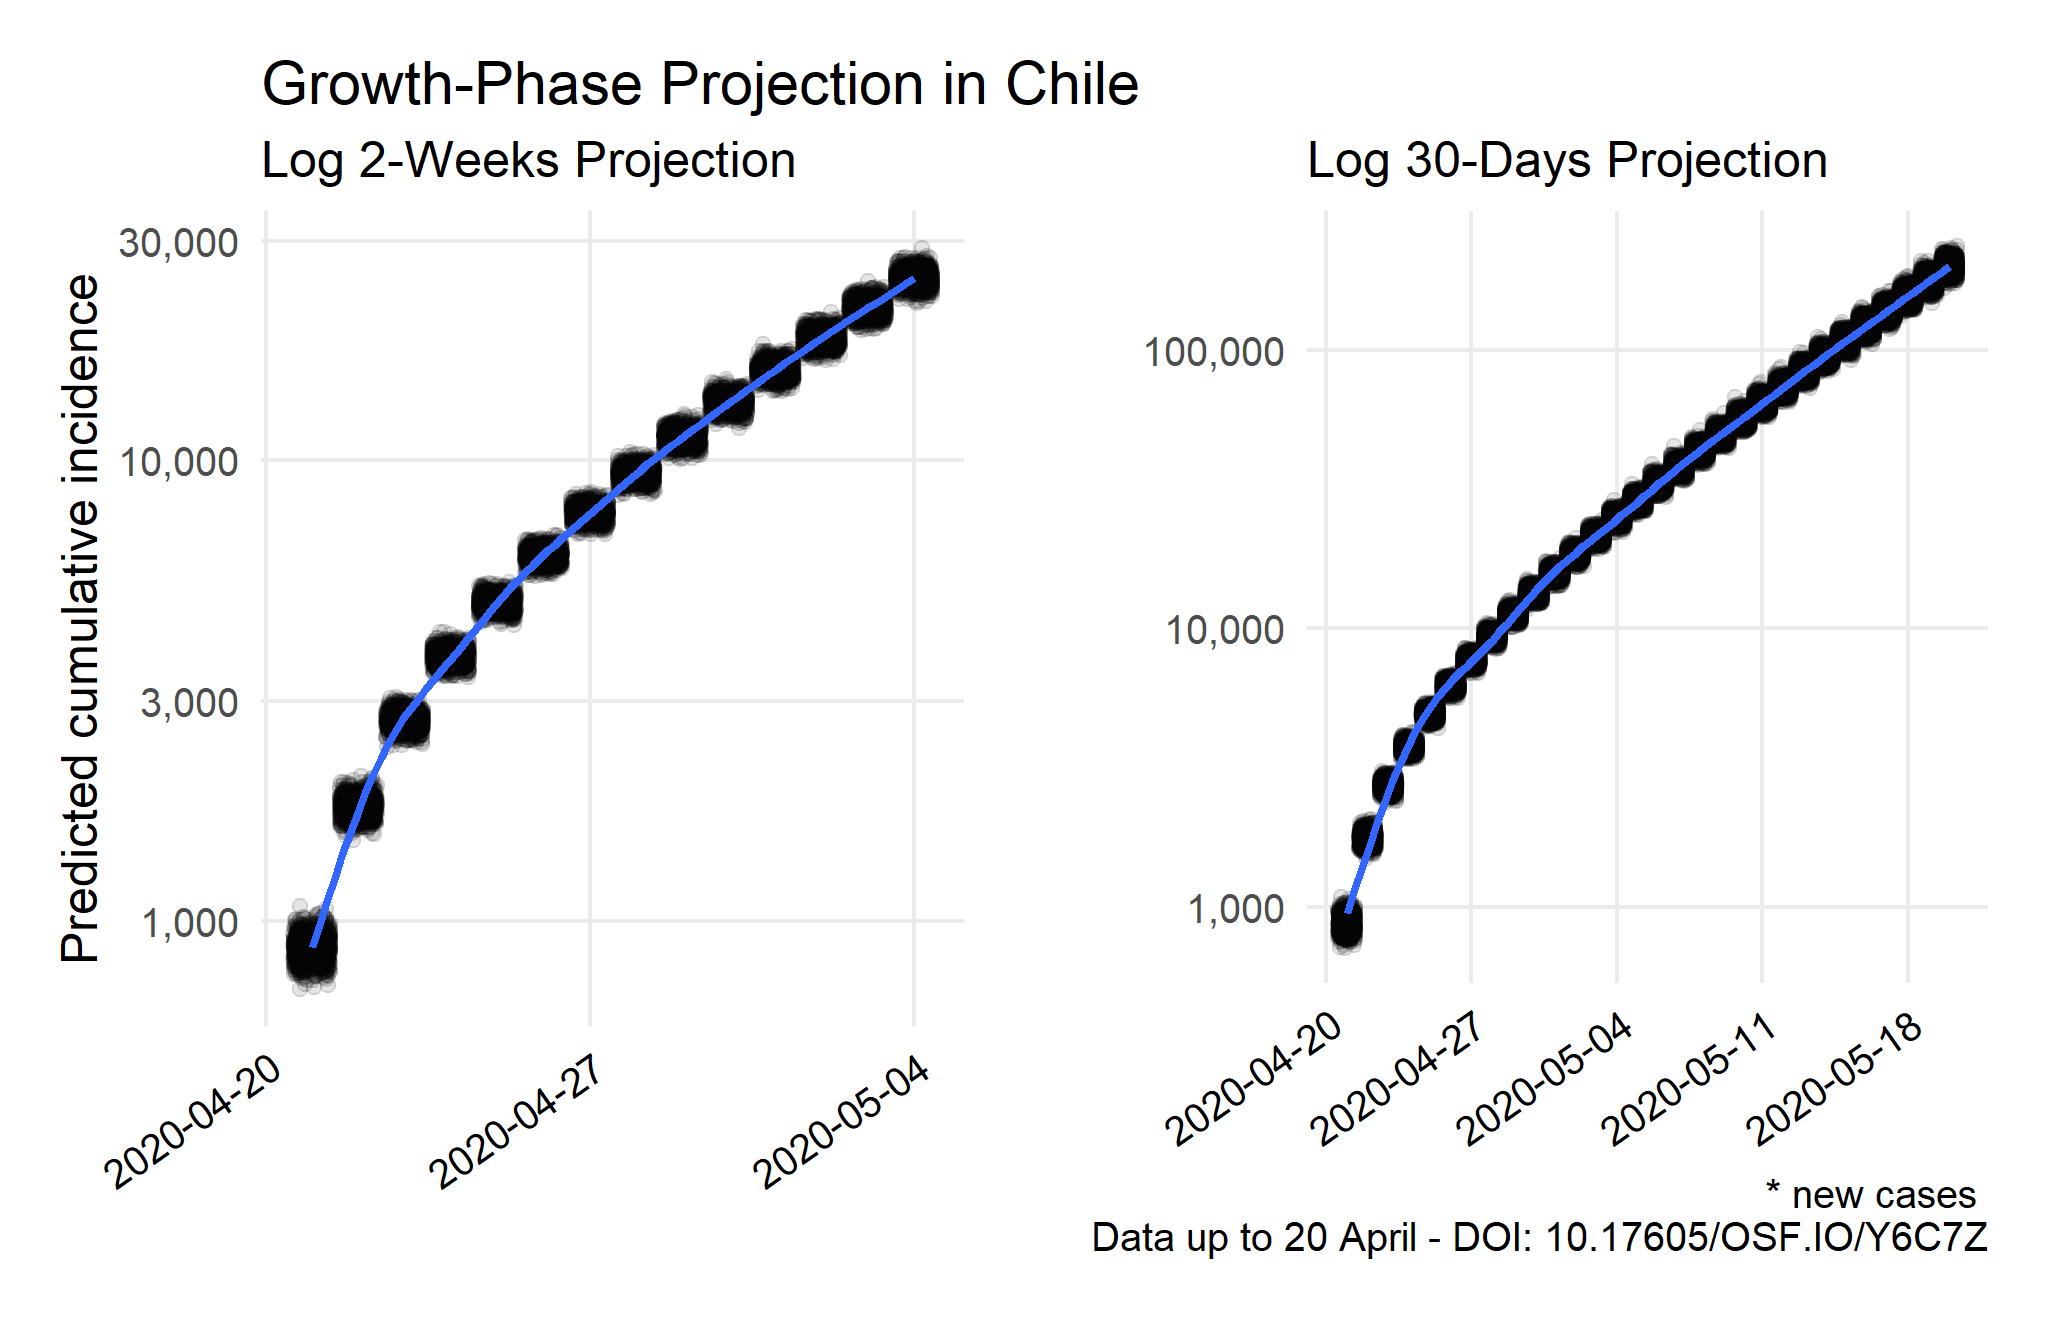 Growth-Phase Projection in Chile
Log 2-Weeks Projection
Predicted cumulative incidence
30,000
10,000
3,000
1,000
2020-04-20
2020-04-27
2020-05-04
Log 30-Days Projection
100,000
10,000
1,000
2020-04-20
2020-04-27
2020-05-04
2020-05-11
2020-05-18
* new cases
Data up to 20 April - DOI: 10.17605/OSF.IO/Y6C7Z